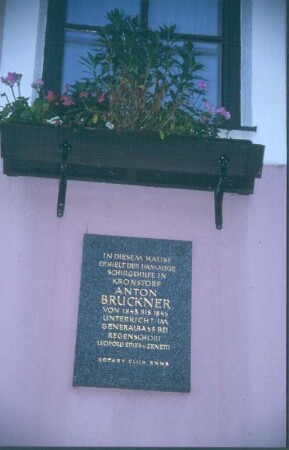 IN DIESEM HAUSE
ERHIELT DER DAMALIGE
SCHULGEHILFE IN
KRONSTORF
ANTON
BRUCKNER
VON 1843 BIS 1845
UNTERRICHT IM
GENERALBASS BEI
REGENSCHORI
LEOPOLD EDLER v. ZENETTI
ROTARY CLUB ENNS